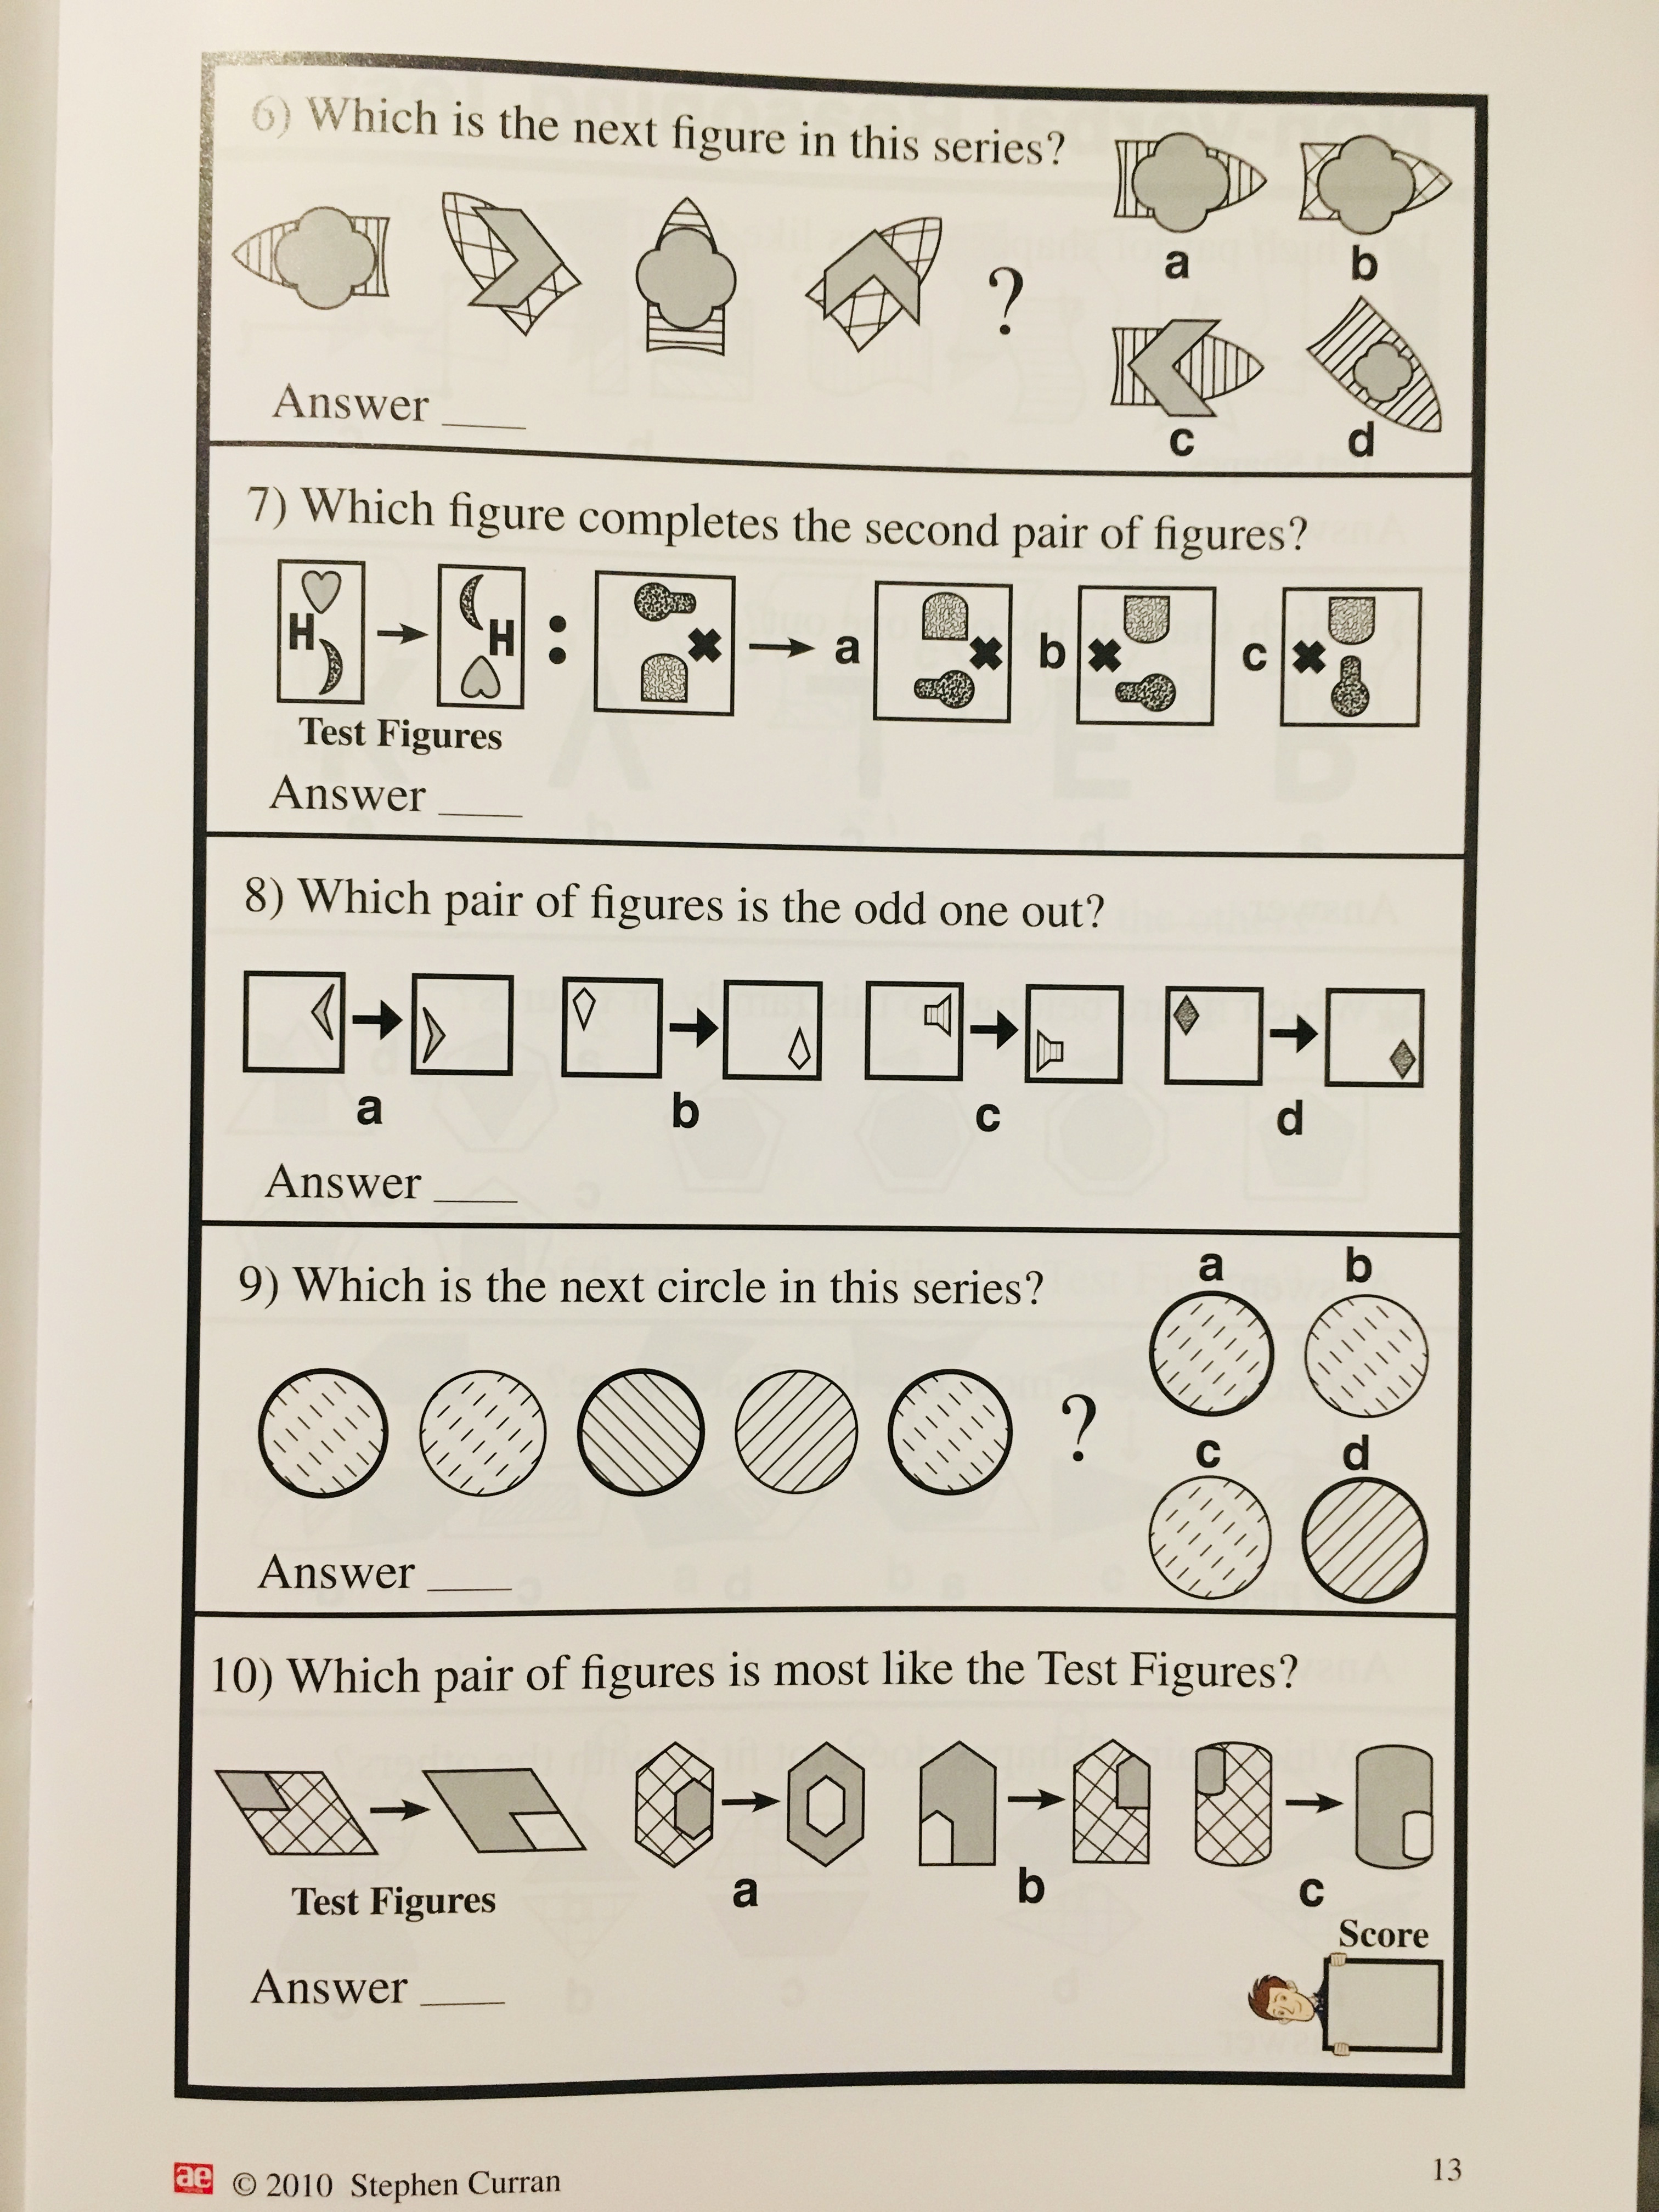 6) Which is the next figure in this series?
a
b
?
c
d
Answer ____
7) Which figure completes the second pair of figures?
H
H
:
a
b
c
Test Figures
Answer ____
8) Which pair of figures is the odd one out?
a
b
c
d
Answer ____
9) Which is the next circle in this series?
a
b
?
c
d
Answer ____
10) Which pair of figures is most like the Test Figures?
Test Figures
a
b
c
Score
Answer ____
ae © 2010 Stephen Curran
13